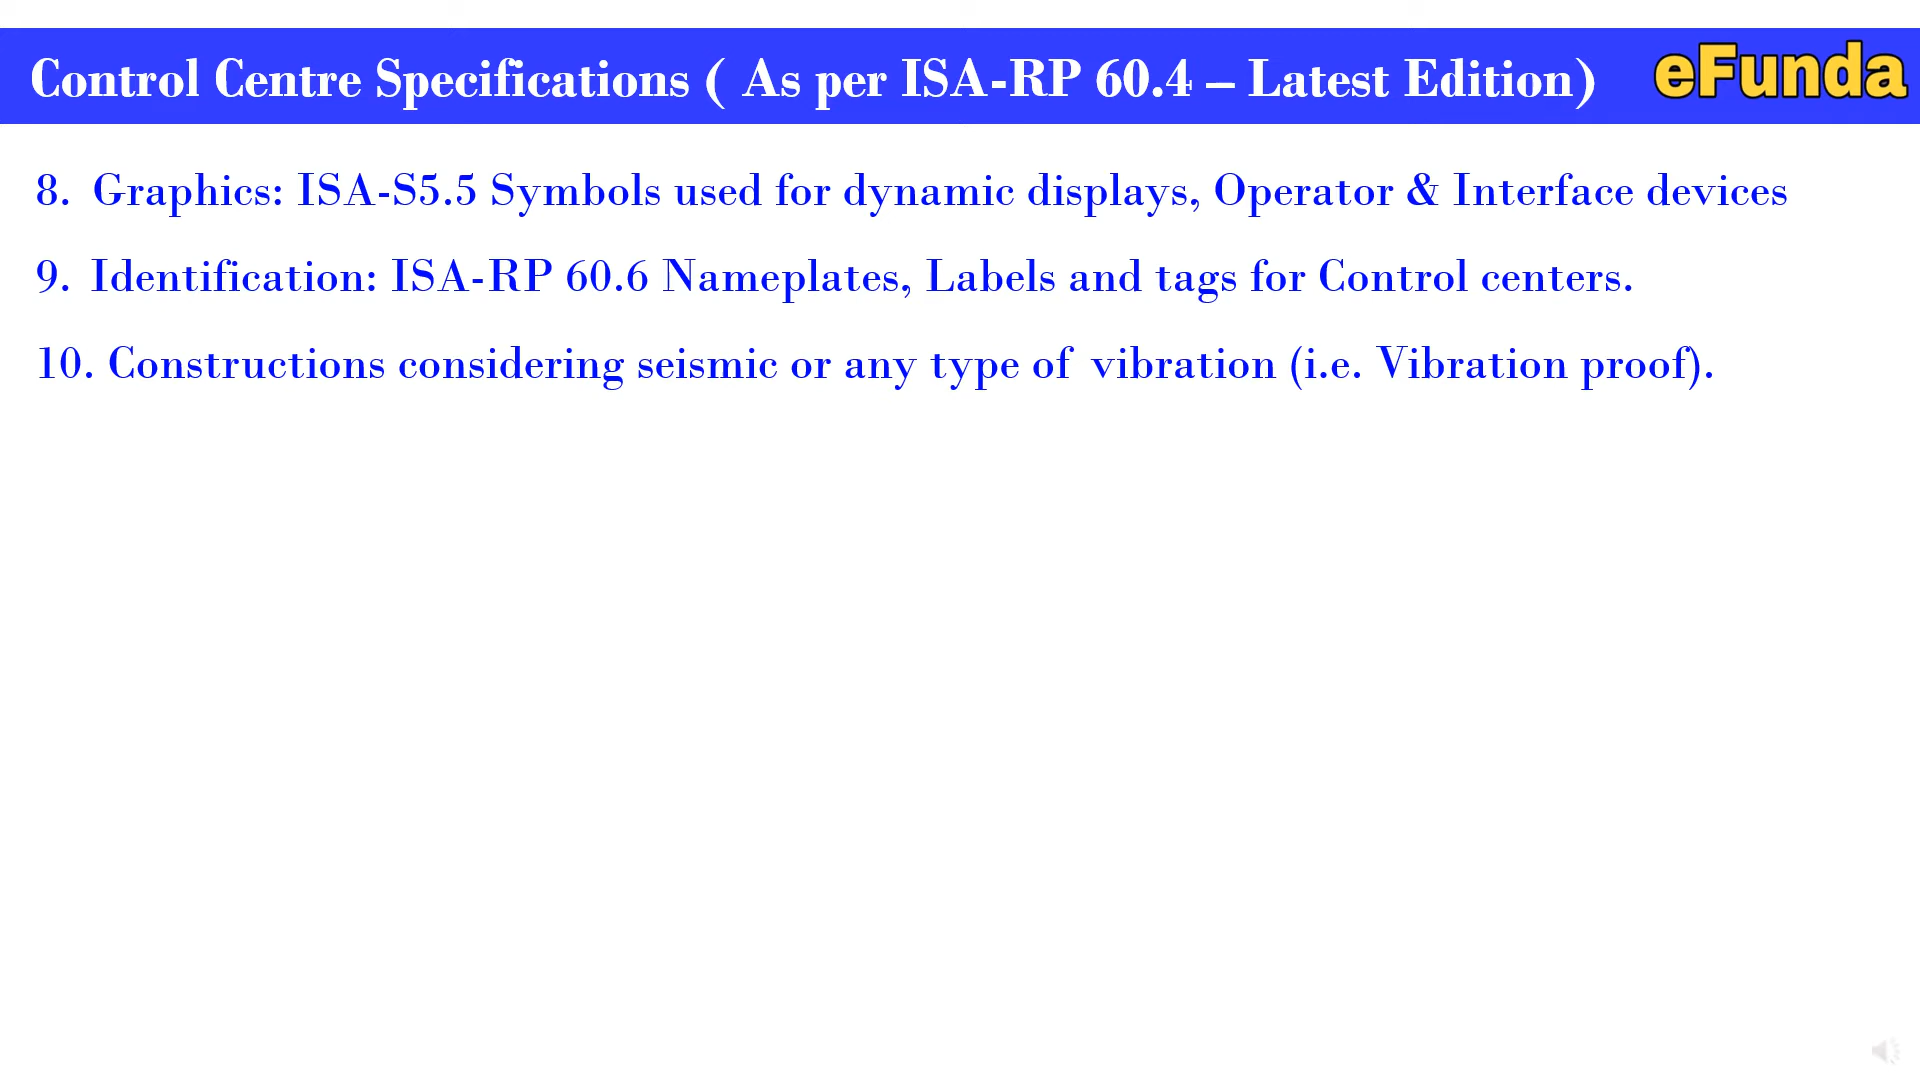 Control Centre Specifications ( As per ISA-RP 60.4 – Latest Edition)
eFunda
8. Graphics: ISA-S5.5 Symbols used for dynamic displays, Operator & Interface devices
9. Identification: ISA-RP 60.6 Nameplates, Labels and tags for Control centers.
10. Constructions considering seismic or any type of vibration (i.e. Vibration proof).